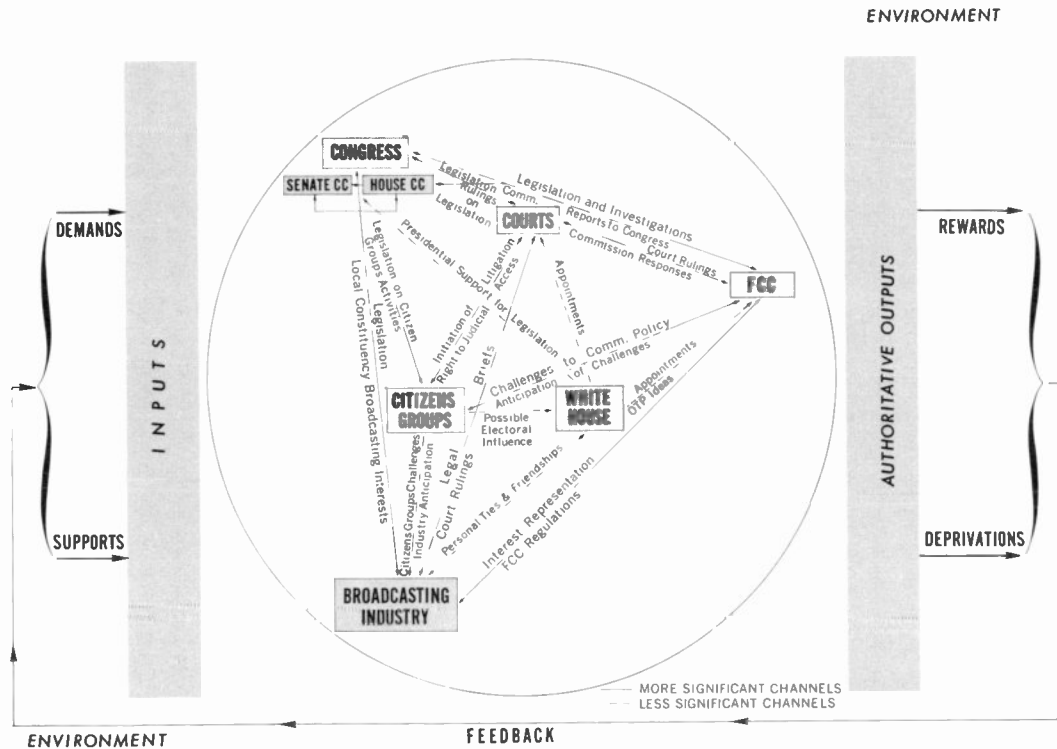 ENVIRONMENT
INPUTS
DEMANDS
SUPPORTS
CONGRESS
SENATE CC
HOUSE CC
COURTS
FCC
CITIZENS
GROUPS
WHITE
HOUSE
BROADCASTING
INDUSTRY
Legislation and Investigations
Legislation Comm. Reports To Congress
Rulings
on
Legislation
Court Rulings
Commission Responses
Presidential Support for Legislation
Legislation on Citizen
Groups Activities
Legislation
Local Constituency Broadcasting Interests
Litigation
Access
Initiation of
Right to Judicial
Appointments
Challenges to Comm. Policy
Anticipation of Challenges
Appointments
OTP Ideas
Possible
Electoral
Influence
Legal Briefs
Court Rulings
Citizens Groups Challenges
Industry Anticipation
Personal Ties & Friendships
Interest Representation
FCC Regulations
AUTHORITATIVE OUTPUTS
REWARDS
DEPRIVATIONS
MORE SIGNIFICANT CHANNELS
LESS SIGNIFICANT CHANNELS
FEEDBACK
ENVIRONMENT